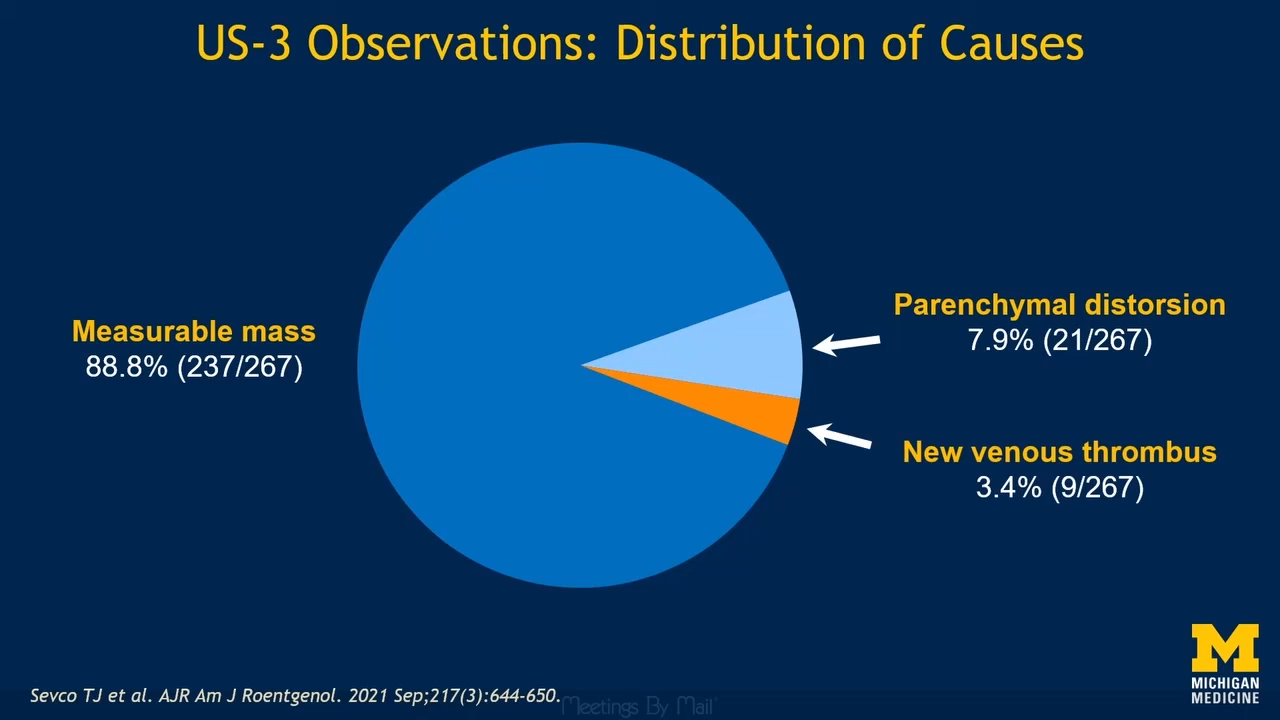 US-3 Observations: Distribution of Causes
Measurable mass
88.8% (237/267)
Parenchymal distorsion
7.9% (21/267)
New venous thrombus
3.4% (9/267)
M
MICHIGAN
MEDICINE
Sevco TJ et al. AJR Am J Roentgenol. 2021 Sep;217(3):644-650.
Meetings By Mail